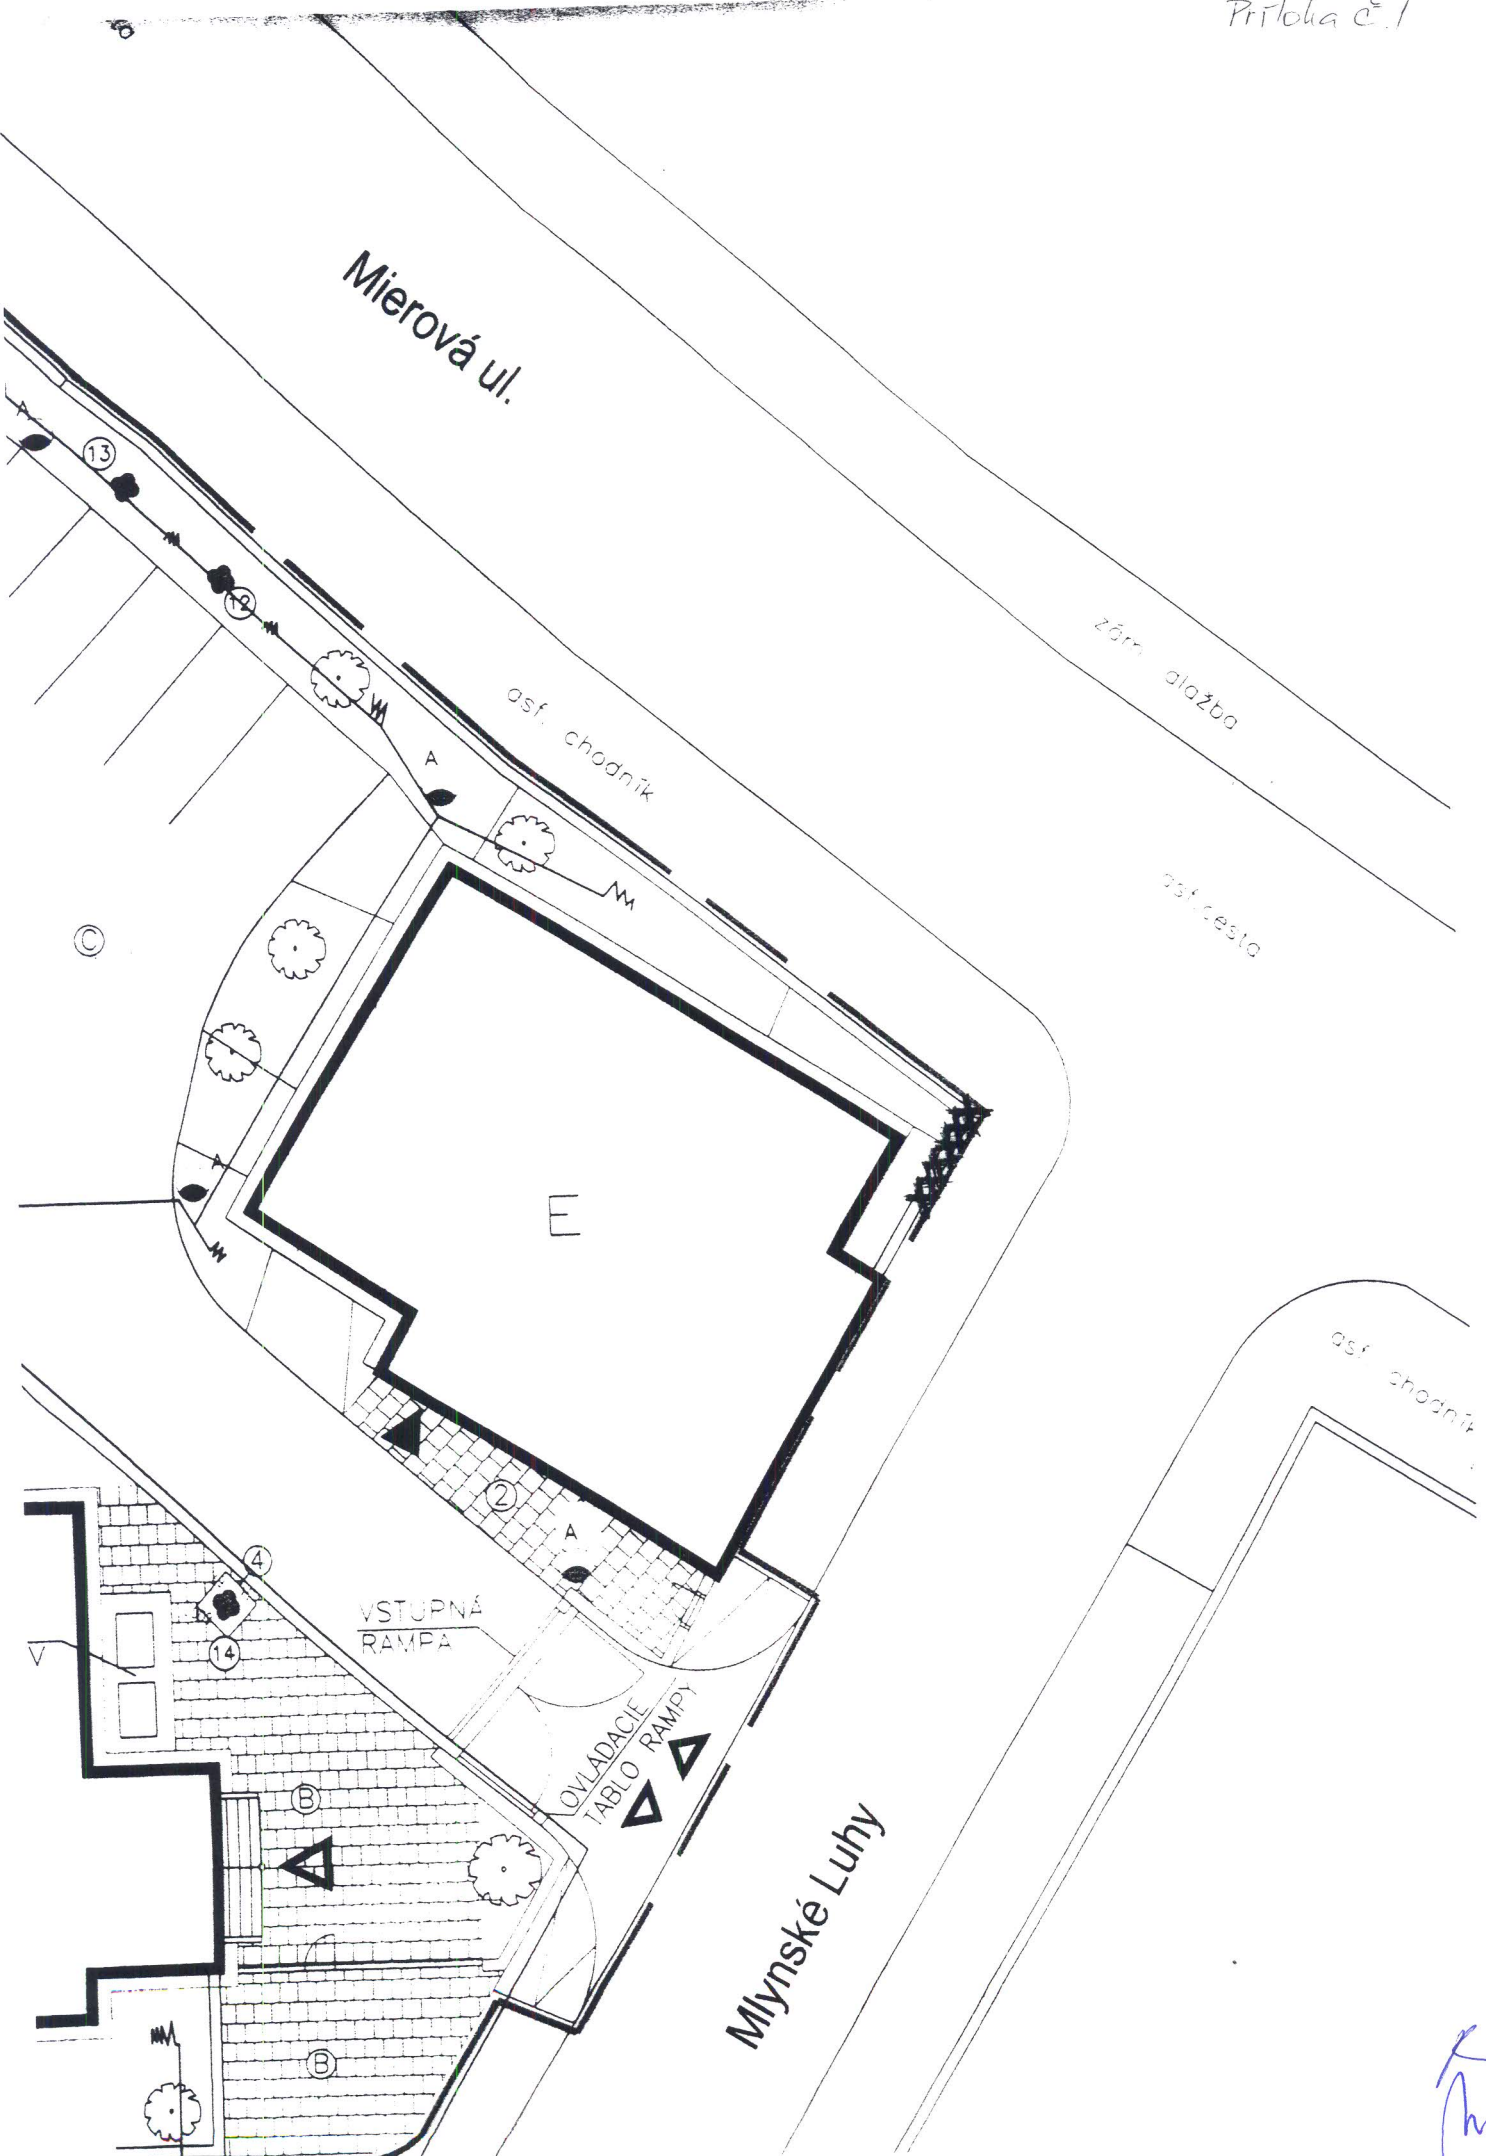 Príloha č.1
Mierová ul.
A
13
12
zám. dlažba
asf. chodník
A
asf.cesta
C
A
E
asf. chodník
2
A
4
VSTUPNÁ
RAMPA
14
V
OVLÁDACIE
TABLO RAMPY
B
Mlynské Luhy
B